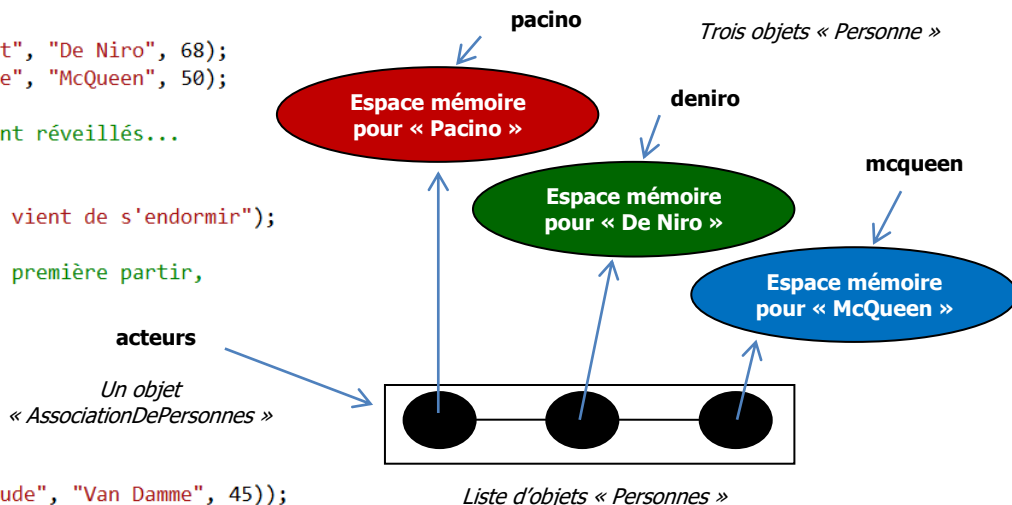 pacino
Trois objets « Personne »
t", "De Niro", 68);
e", "McQueen", 50);
Espace mémoire
pour « Pacino »
deniro
nt réveillés...
mcqueen
Espace mémoire
pour « De Niro »
vient de s'endormir");
première partir,
Espace mémoire
pour « McQueen »
acteurs
Un objet
« AssociationDePersonnes »
ude", "Van Damme", 45));
Liste d'objets « Personnes »